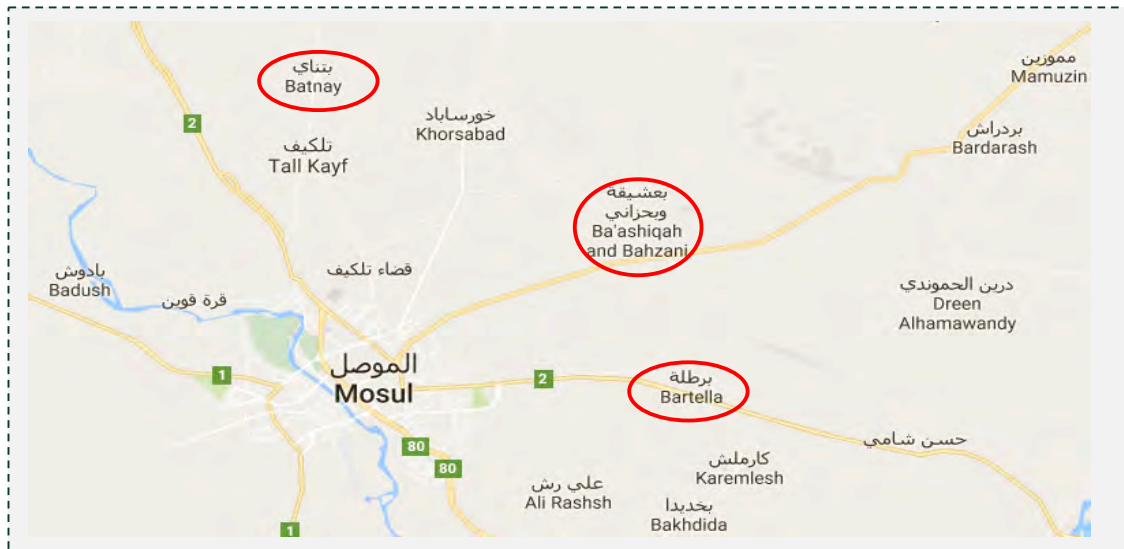 بتناي
Batnay
مموزين
Mamuzin
خورساباد
Khorsabad
2
بردراش
Bardarash
تلكيف
Tall Kayf
بعشيقة
وبحزاني
Ba'ashiqah
and Bahzani
بادوش
Badush
قضاء تلكيف
قرة قوين
درين الحموندي
Dreen
Alhamawandy
الموصل
Mosul
1
2
برطلة
Bartella
80
80
حسن شامي
كارملش
Karemlesh
علي رش
Ali Rashsh
بخديدا
Bakhdida
1